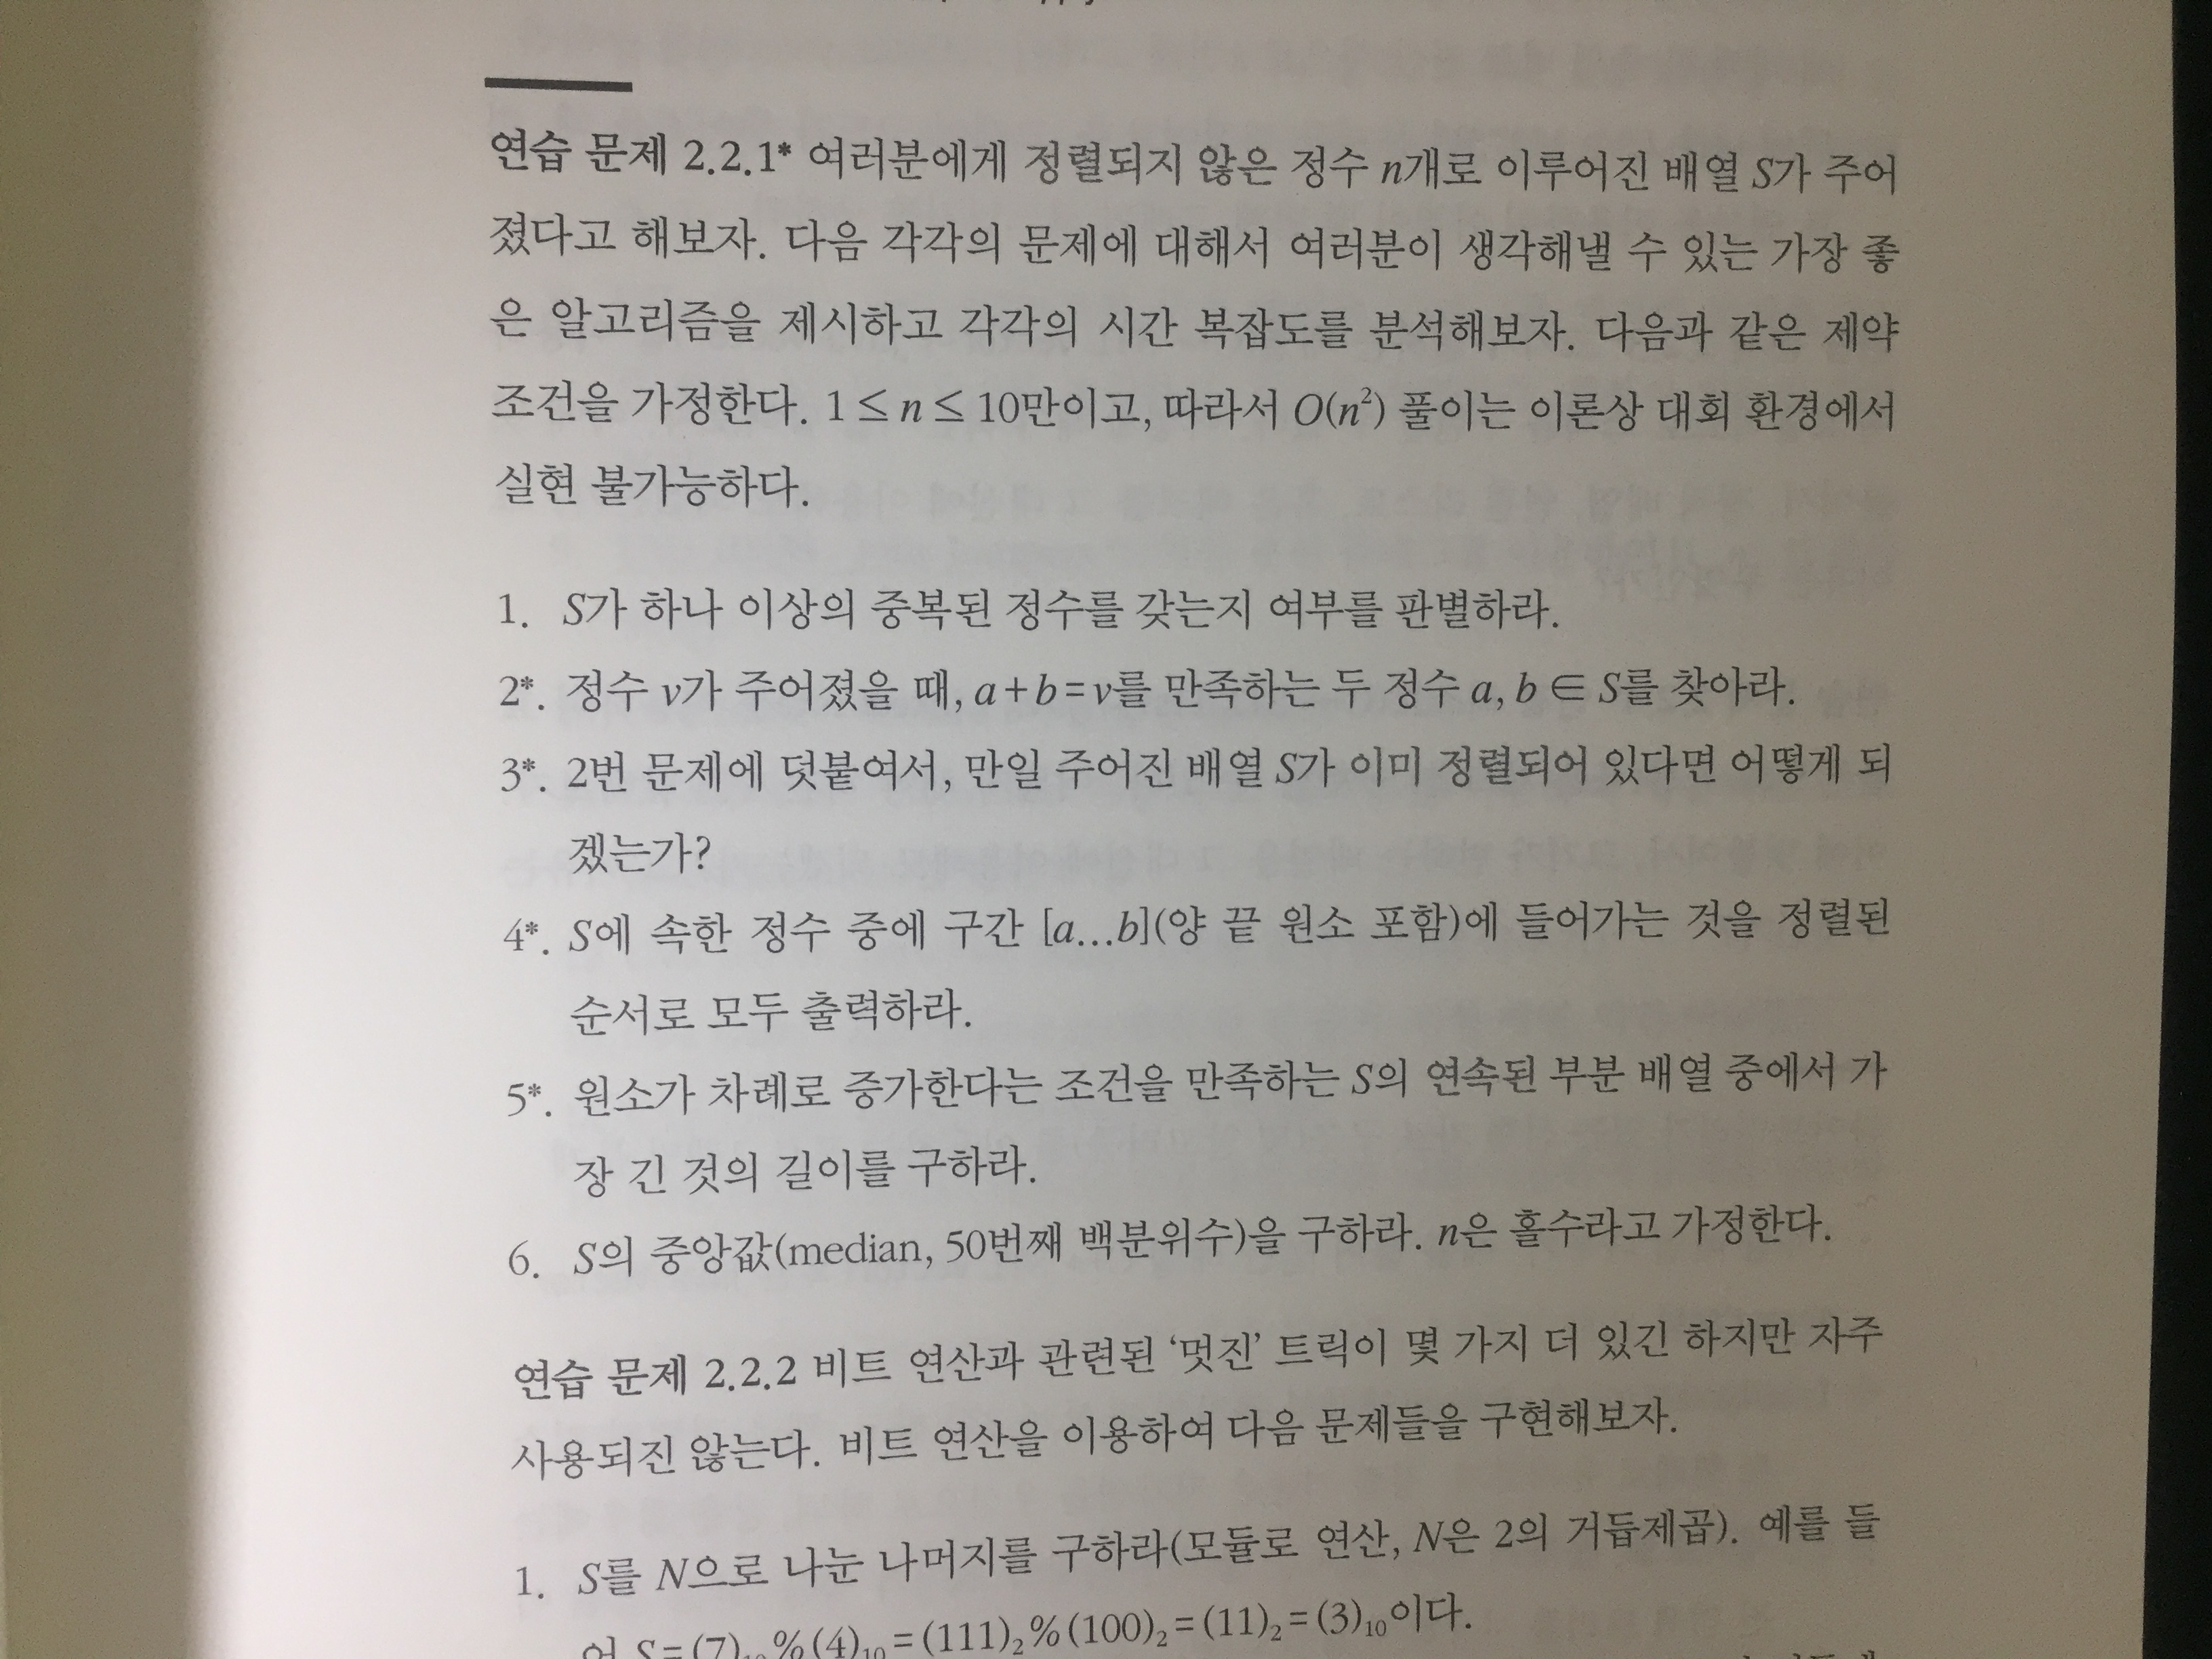 연습 문제 2.2.1* 여러분에게 정렬되지 않은 정수 n개로 이루어진 배열 S가 주어
졌다고 해보자. 다음 각각의 문제에 대해서 여러분이 생각해낼 수 있는 가장 좋
은 알고리즘을 제시하고 각각의 시간 복잡도를 분석해보자. 다음과 같은 제약
조건을 가정한다. 1 ≤ n ≤ 10만이고, 따라서 O(n²) 풀이는 이론상 대회 환경에서
실현 불가능하다.
1. S가 하나 이상의 중복된 정수를 갖는지 여부를 판별하라.
2*. 정수 v가 주어졌을 때, a+b=v를 만족하는 두 정수 a, b ∈ S를 찾아라.
3*. 2번 문제에 덧붙여서, 만일 주어진 배열 S가 이미 정렬되어 있다면 어떻게 되
겠는가?
4*. S에 속한 정수 중에 구간 [a...b](양 끝 원소 포함)에 들어가는 것을 정렬된
순서로 모두 출력하라.
5*. 원소가 차례로 증가한다는 조건을 만족하는 S의 연속된 부분 배열 중에서 가
장 긴 것의 길이를 구하라.
6. S의 중앙값(median, 50번째 백분위수)을 구하라. n은 홀수라고 가정한다.
연습 문제 2.2.2 비트 연산과 관련된 ‘멋진’ 트릭이 몇 가지 더 있긴 하지만 자주
사용되진 않는다. 비트 연산을 이용하여 다음 문제들을 구현해보자.
1. S를 N으로 나눈 나머지를 구하라(모듈로 연산, N은 2의 거듭제곱). 예를 들
어 S=(7)₁₀%(4)₁₀=(111)₂%(100)₂=(11)₂=(3)₁₀이다.